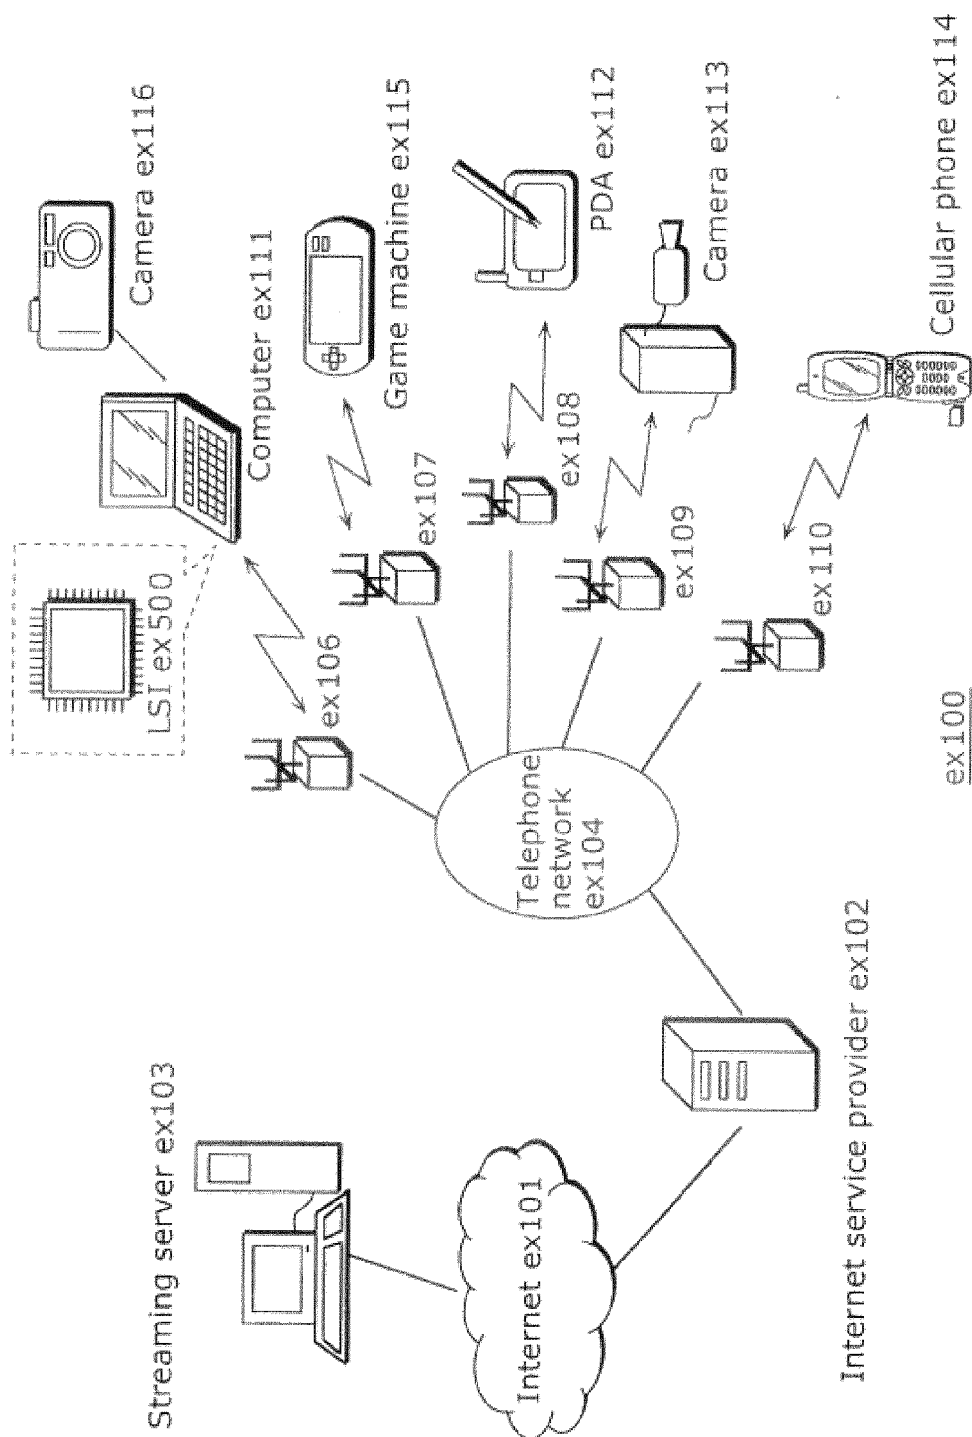 Streaming server ex103
Internet ex101
Internet service provider ex102
Telephone
network
ex104
LSI ex500
ex106
ex107
ex108
ex109
ex110
Computer ex111
Camera ex116
Game machine ex115
PDA ex112
Camera ex113
Cellular phone ex114
ex100